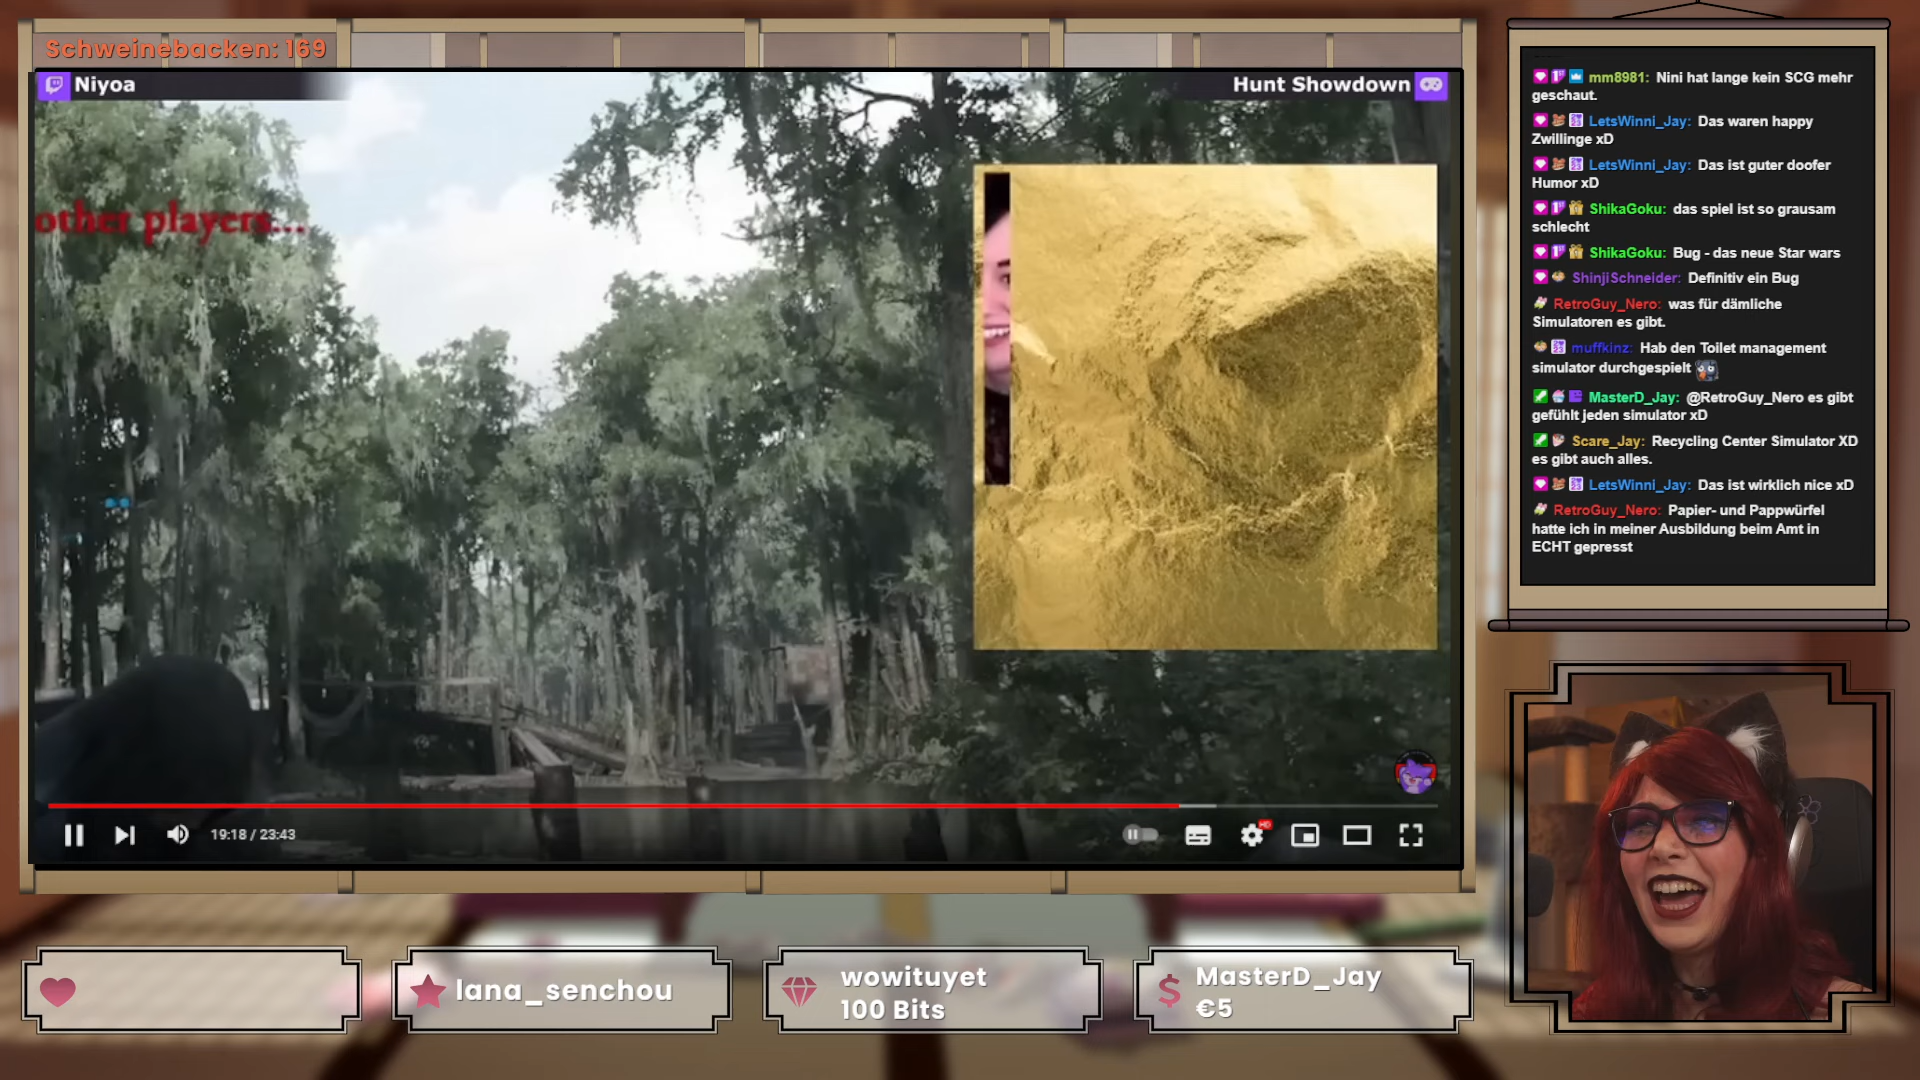 Schweinebacken: 169
Niyoa
Hunt Showdown
other players...
19:18 / 23:43
HD
mm8981: Nini hat lange kein SCG mehr
geschaut.
LetsWinni_Jay: Das waren happy
Zwillinge xD
LetsWinni_Jay: Das ist guter doofer
Humor xD
ShikaGoku: das spiel ist so grausam
schlecht
ShikaGoku: Bug - das neue Star wars
ShinjiSchneider: Definitiv ein Bug
RetroGuy_Nero: was für dämliche
Simulatoren es gibt.
muffkinz: Hab den Toilet management
simulator durchgespielt
MasterD_Jay: @RetroGuy_Nero es gibt
gefühlt jeden simulator xD
Scare_Jay: Recycling Center Simulator XD
es gibt auch alles.
LetsWinni_Jay: Das ist wirklich nice xD
RetroGuy_Nero: Papier- und Pappwürfel
hatte ich in meiner Ausbildung beim Amt in
ECHT gepresst
lana_senchou
wowituyet
100 Bits
MasterD_Jay
€5